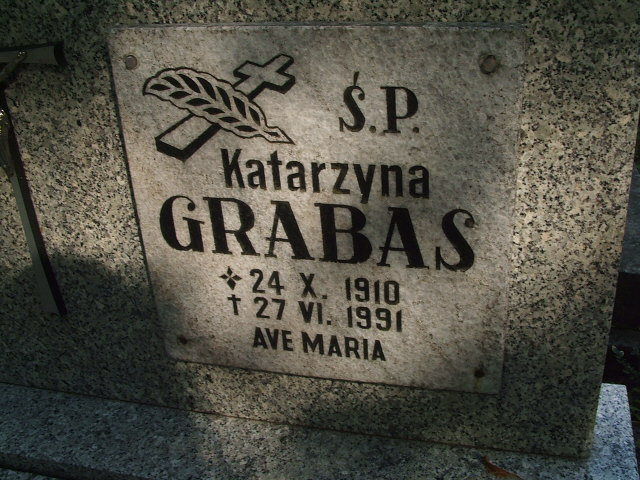 Ś.P.
Katarzyna
GRABAS
✣ 24 X. 1910
† 27 VI. 1991
AVE MARIA